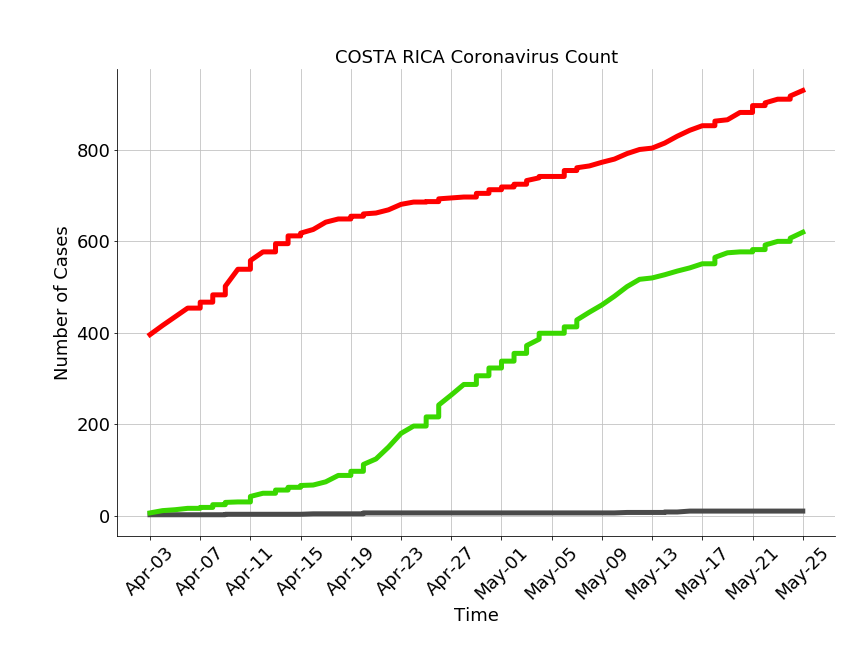 COSTA RICA Coronavirus Count
Number of Cases
800
600
400
200
0
Apr-03
Apr-07
Apr-11
Apr-15
Apr-19
Apr-23
Apr-27
May-01
May-05
May-09
May-13
May-17
May-21
May-25
Time